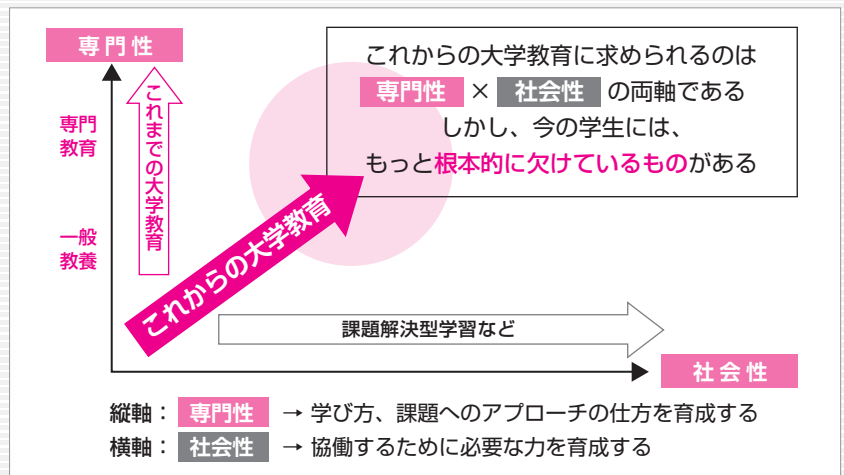 専門性
これからの大学教育に求められるのは
専門性 × 社会性 の両軸である
しかし、今の学生には、
もっと根本的に欠けているものがある
専門
教育
これまでの大学教育
一般
教養
これからの大学教育
課題解決型学習など
社会性
縦軸： 専門性 → 学び方、課題へのアプローチの仕方を育成する
横軸： 社会性 → 協働するために必要な力を育成する